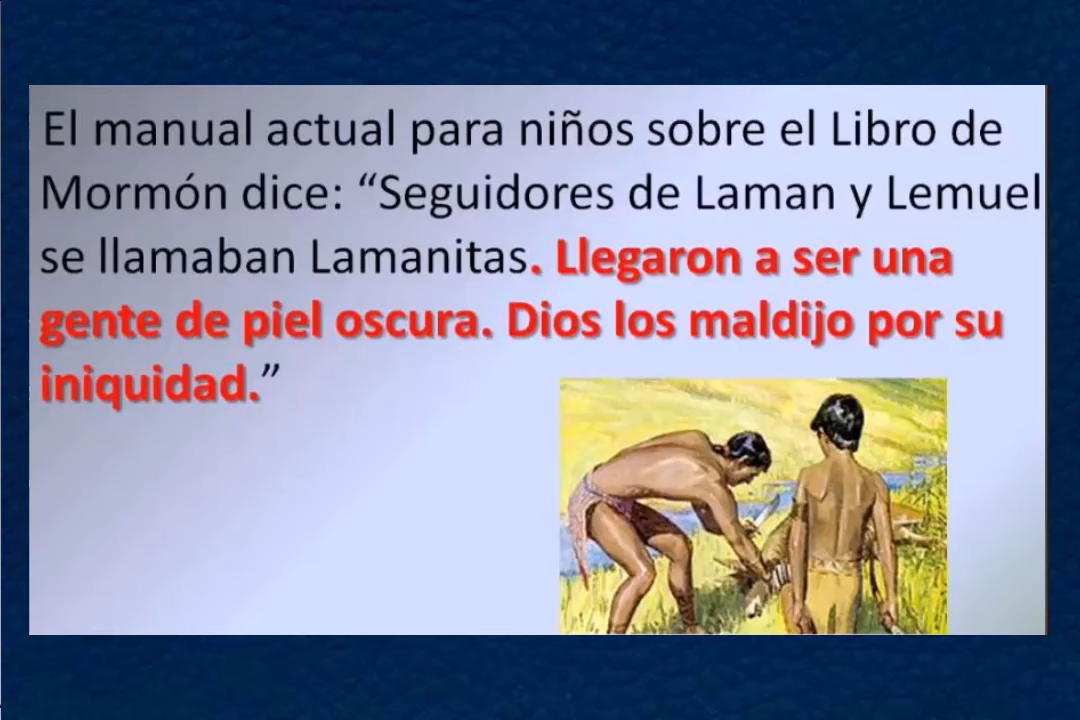 El manual actual para niños sobre el Libro de
Mormón dice: “Seguidores de Laman y Lemuel
se llamaban Lamanitas. Llegaron a ser una
gente de piel oscura. Dios los maldijo por su
iniquidad.”